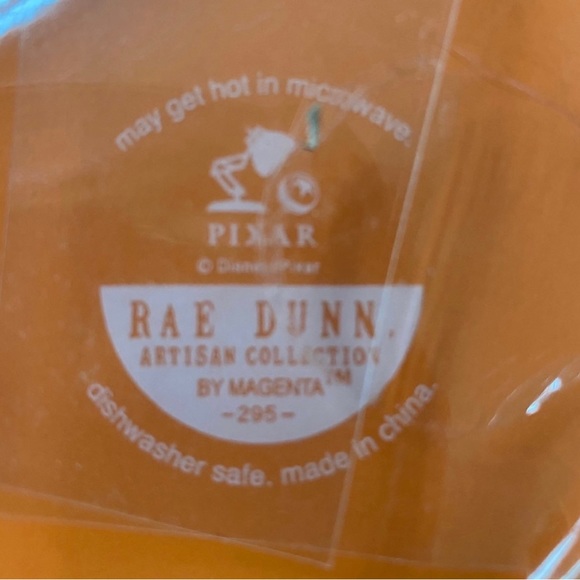 may get hot in microwave.
PIXAR
© Disney/Pixar
RAE DUNN.
ARTISAN COLLECTION
BY MAGENTA™
-295-
dishwasher safe. made in china.